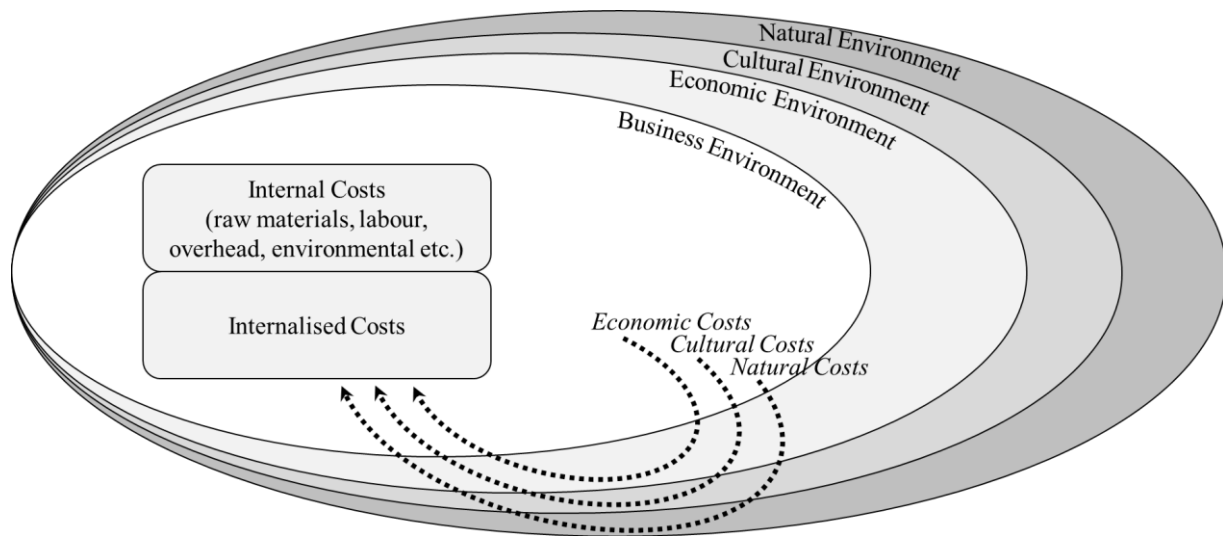 Natural Environment
Cultural Environment
Economic Environment
Business Environment
Internal Costs
(raw materials, labour,
overhead, environmental etc.)
Internalised Costs
Economic Costs
Cultural Costs
Natural Costs